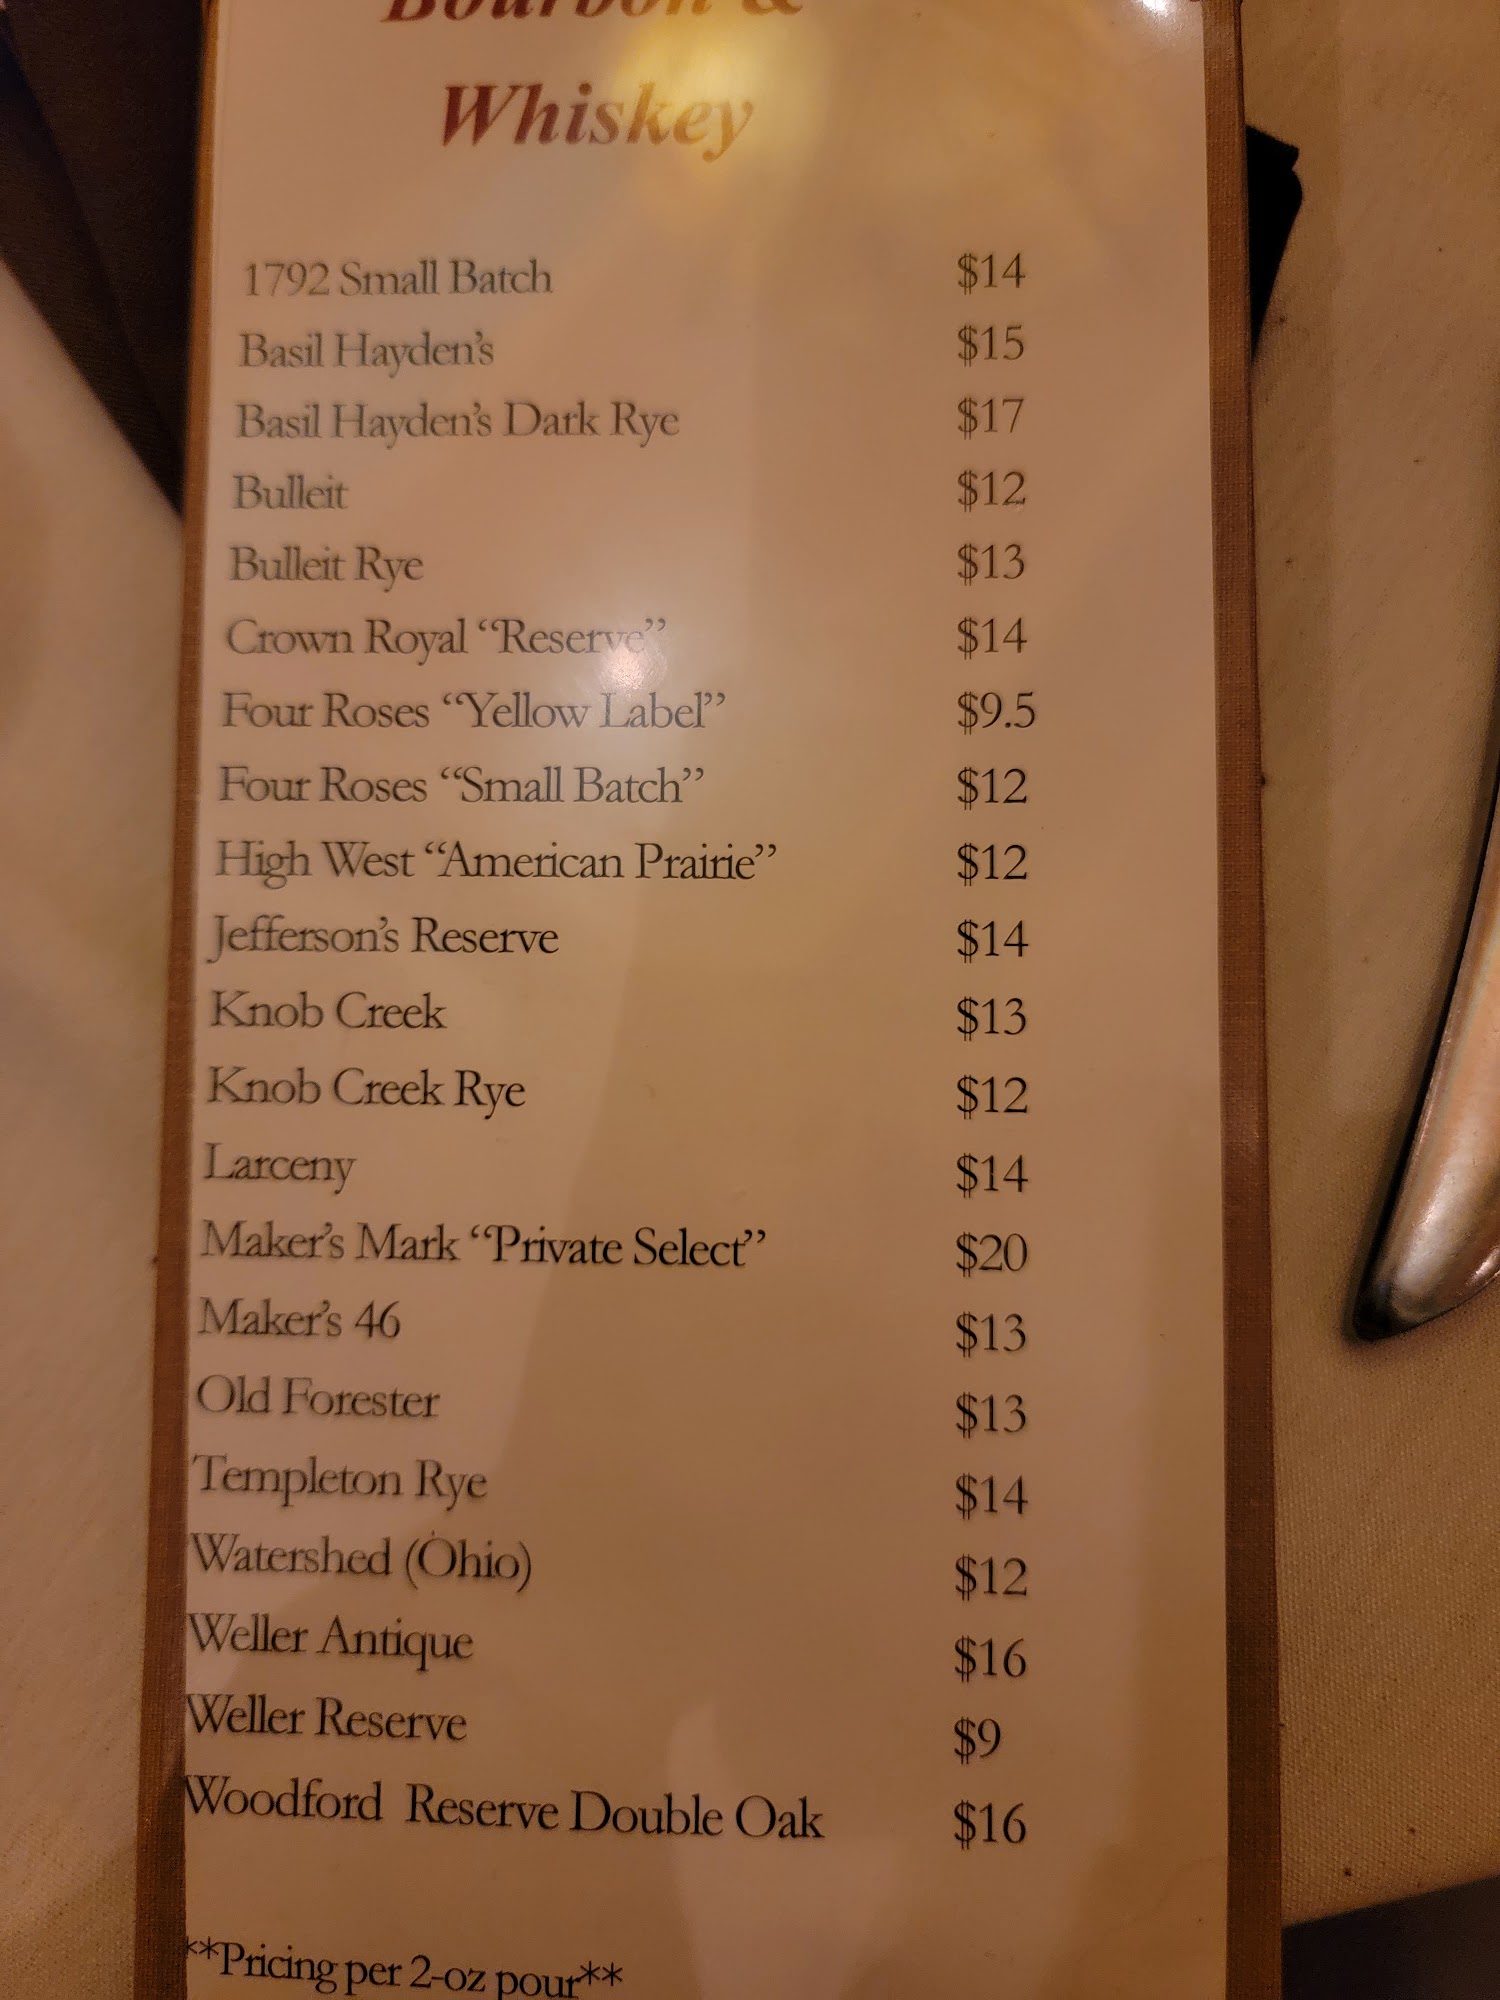 Bourbon &
Whiskey
1792 Small Batch $14
Basil Hayden's $15
Basil Hayden's Dark Rye $17
Bulleit $12
Bulleit Rye $13
Crown Royal “Reserve” $14
Four Roses “Yellow Label” $9.5
Four Roses “Small Batch” $12
High West “American Prairie” $12
Jefferson's Reserve $14
Knob Creek $13
Knob Creek Rye $12
Larceny $14
Maker's Mark “Private Select” $20
Maker's 46 $13
Old Forester $13
Templeton Rye $14
Watershed (Ohio) $12
Weller Antique $16
Weller Reserve $9
Woodford Reserve Double Oak $16
**Pricing per 2-oz pour**